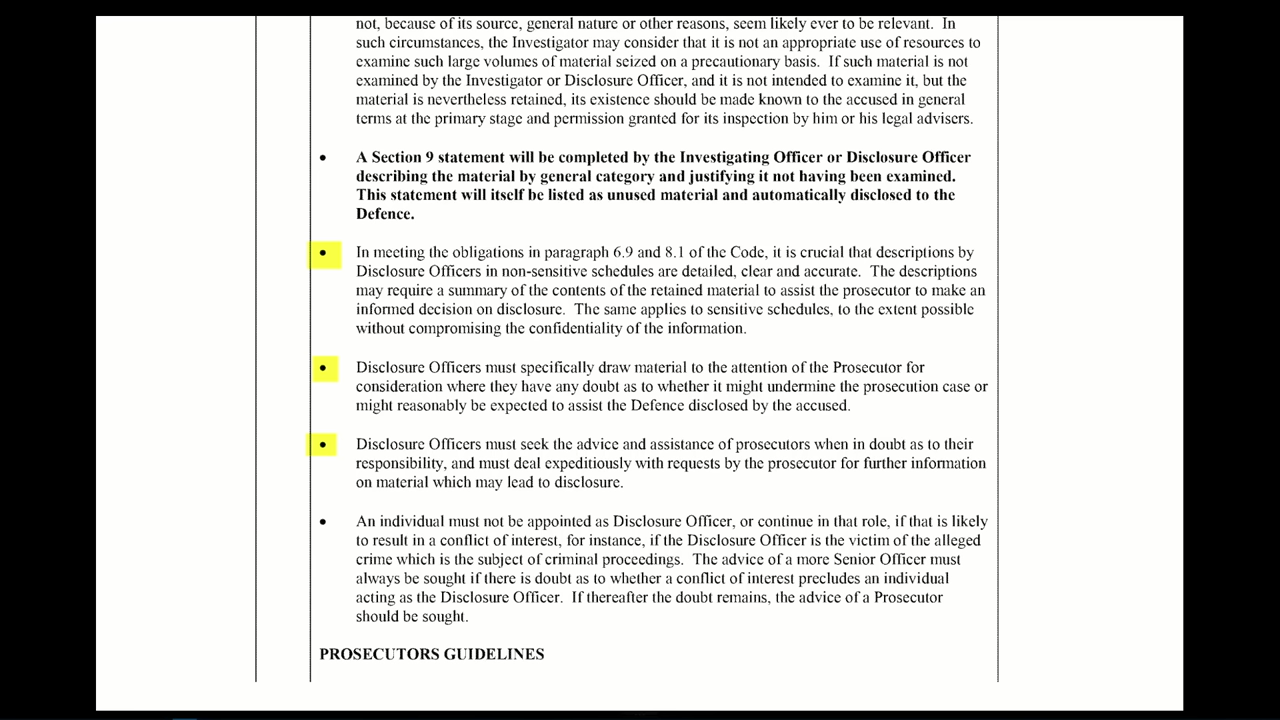 not, because of its source, general nature or other reasons, seem likely ever to be relevant.  In
such circumstances, the Investigator may consider that it is not an appropriate use of resources to
examine such large volumes of material seized on a precautionary basis.  If such material is not
examined by the Investigator or Disclosure Officer, and it is not intended to examine it, but the
material is nevertheless retained, its existence should be made known to the accused in general
terms at the primary stage and permission granted for its inspection by him or his legal advisers.
• A Section 9 statement will be completed by the Investigating Officer or Disclosure Officer
describing the material by general category and justifying it not having been examined.
This statement will itself be listed as unused material and automatically disclosed to the
Defence.
• In meeting the obligations in paragraph 6.9 and 8.1 of the Code, it is crucial that descriptions by
Disclosure Officers in non-sensitive schedules are detailed, clear and accurate.  The descriptions
may require a summary of the contents of the retained material to assist the prosecutor to make an
informed decision on disclosure.  The same applies to sensitive schedules, to the extent possible
without compromising the confidentiality of the information.
• Disclosure Officers must specifically draw material to the attention of the Prosecutor for
consideration where they have any doubt as to whether it might undermine the prosecution case or
might reasonably be expected to assist the Defence disclosed by the accused.
• Disclosure Officers must seek the advice and assistance of prosecutors when in doubt as to their
responsibility, and must deal expeditiously with requests by the prosecutor for further information
on material which may lead to disclosure.
• An individual must not be appointed as Disclosure Officer, or continue in that role, if that is likely
to result in a conflict of interest, for instance, if the Disclosure Officer is the victim of the alleged
crime which is the subject of criminal proceedings.  The advice of a more Senior Officer must
always be sought if there is doubt as to whether a conflict of interest precludes an individual
acting as the Disclosure Officer.  If thereafter the doubt remains, the advice of a Prosecutor
should be sought.
PROSECUTORS GUIDELINES